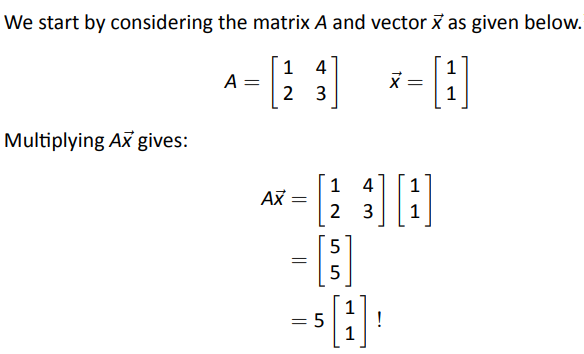 We start by considering the matrix A and vector x⃗ as given below.
A = [1 4; 2 3] x⃗ = [1; 1]
Multiplying Ax⃗ gives:
Ax⃗ = [1 4; 2 3] [1; 1]
= [5; 5]
= 5 [1; 1] !